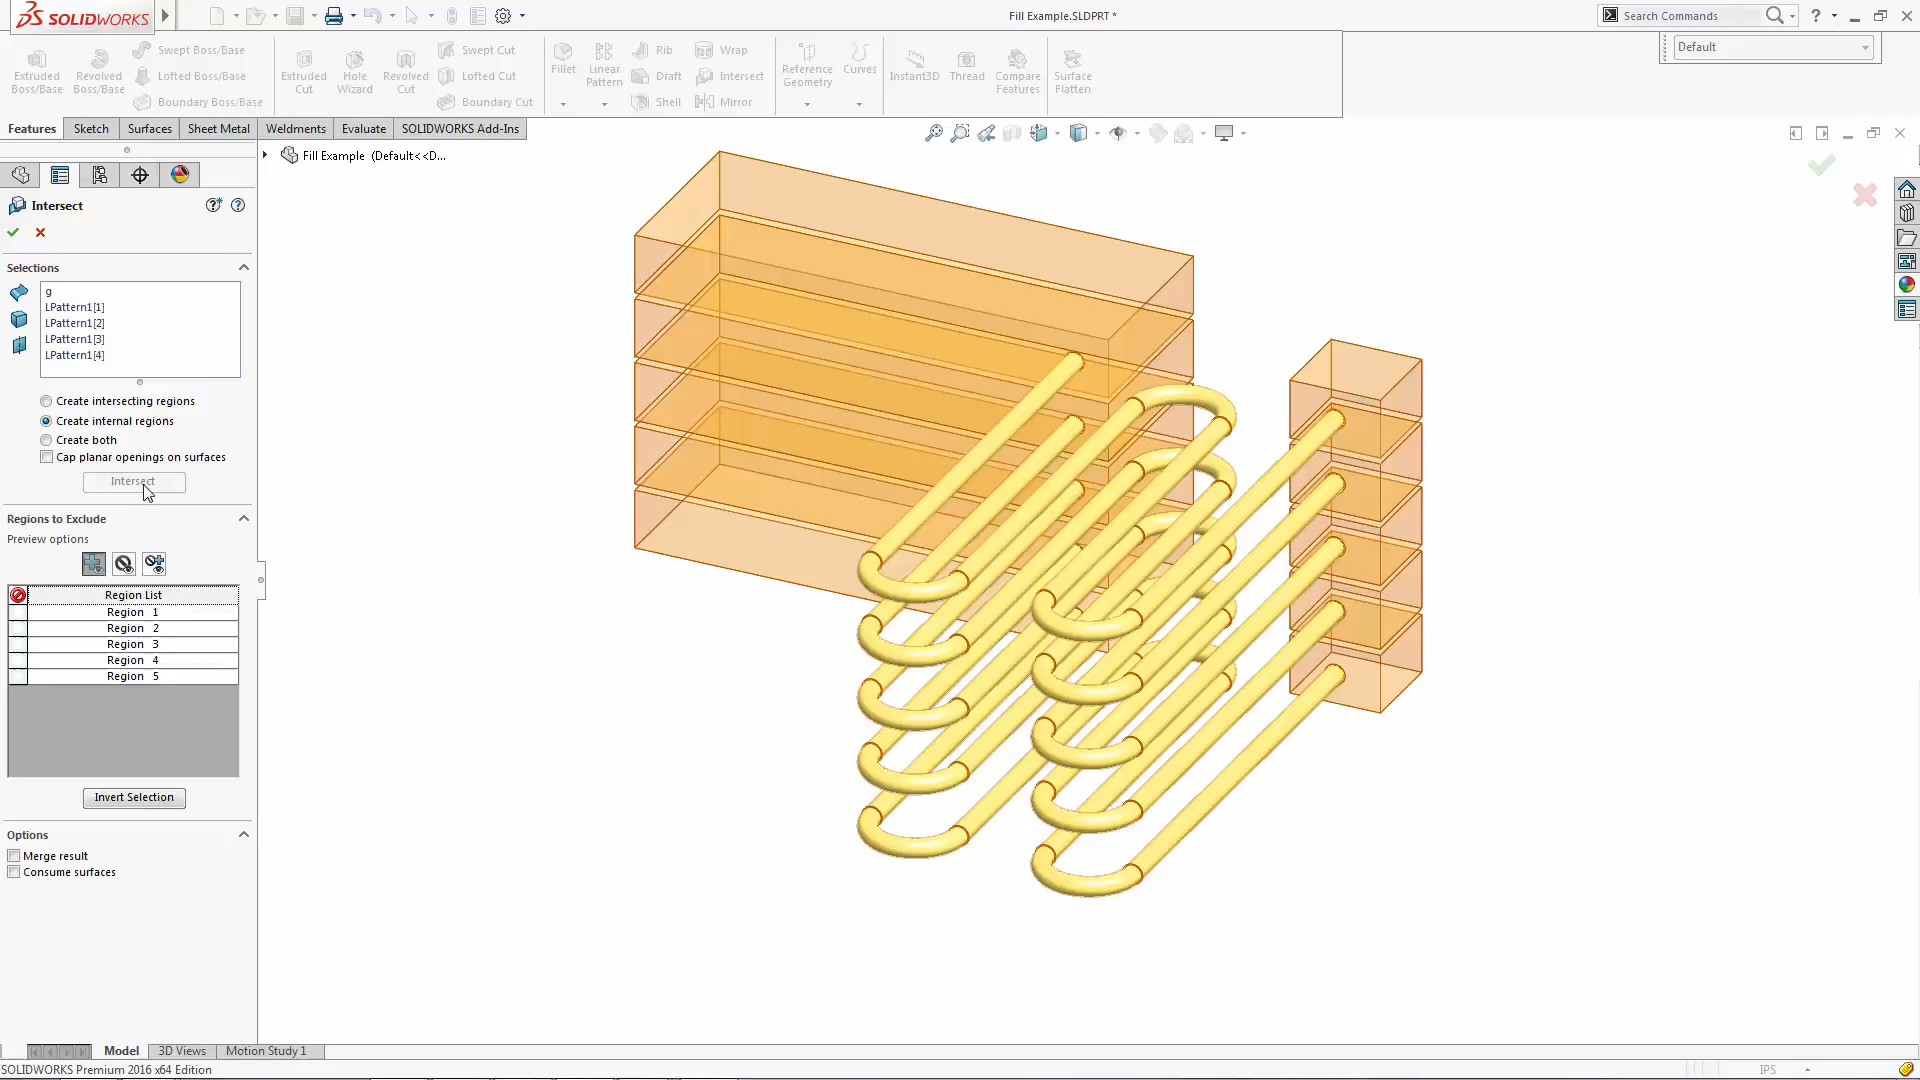 SOLIDWORKS
Fill Example.SLDPRT *
Search Commands
?
Default
Extruded Boss/Base
Revolved Boss/Base
Swept Boss/Base
Lofted Boss/Base
Boundary Boss/Base
Extruded Cut
Hole Wizard
Revolved Cut
Swept Cut
Lofted Cut
Boundary Cut
Fillet
Linear Pattern
Rib
Draft
Shell
Wrap
Intersect
Mirror
Reference Geometry
Curves
Instant3D
Thread
Compare Features
Surface Flatten
Features
Sketch
Surfaces
Sheet Metal
Weldments
Evaluate
SOLIDWORKS Add-Ins
Fill Example (Default<<D...
Intersect
Selections
g
LPattern1[1]
LPattern1[2]
LPattern1[3]
LPattern1[4]
Create intersecting regions
Create internal regions
Create both
Cap planar openings on surfaces
Intersect
Regions to Exclude
Preview options
Region List
Region 1
Region 2
Region 3
Region 4
Region 5
Invert Selection
Options
Merge result
Consume surfaces
Model
3D Views
Motion Study 1
SOLIDWORKS Premium 2016 x64 Edition
IPS